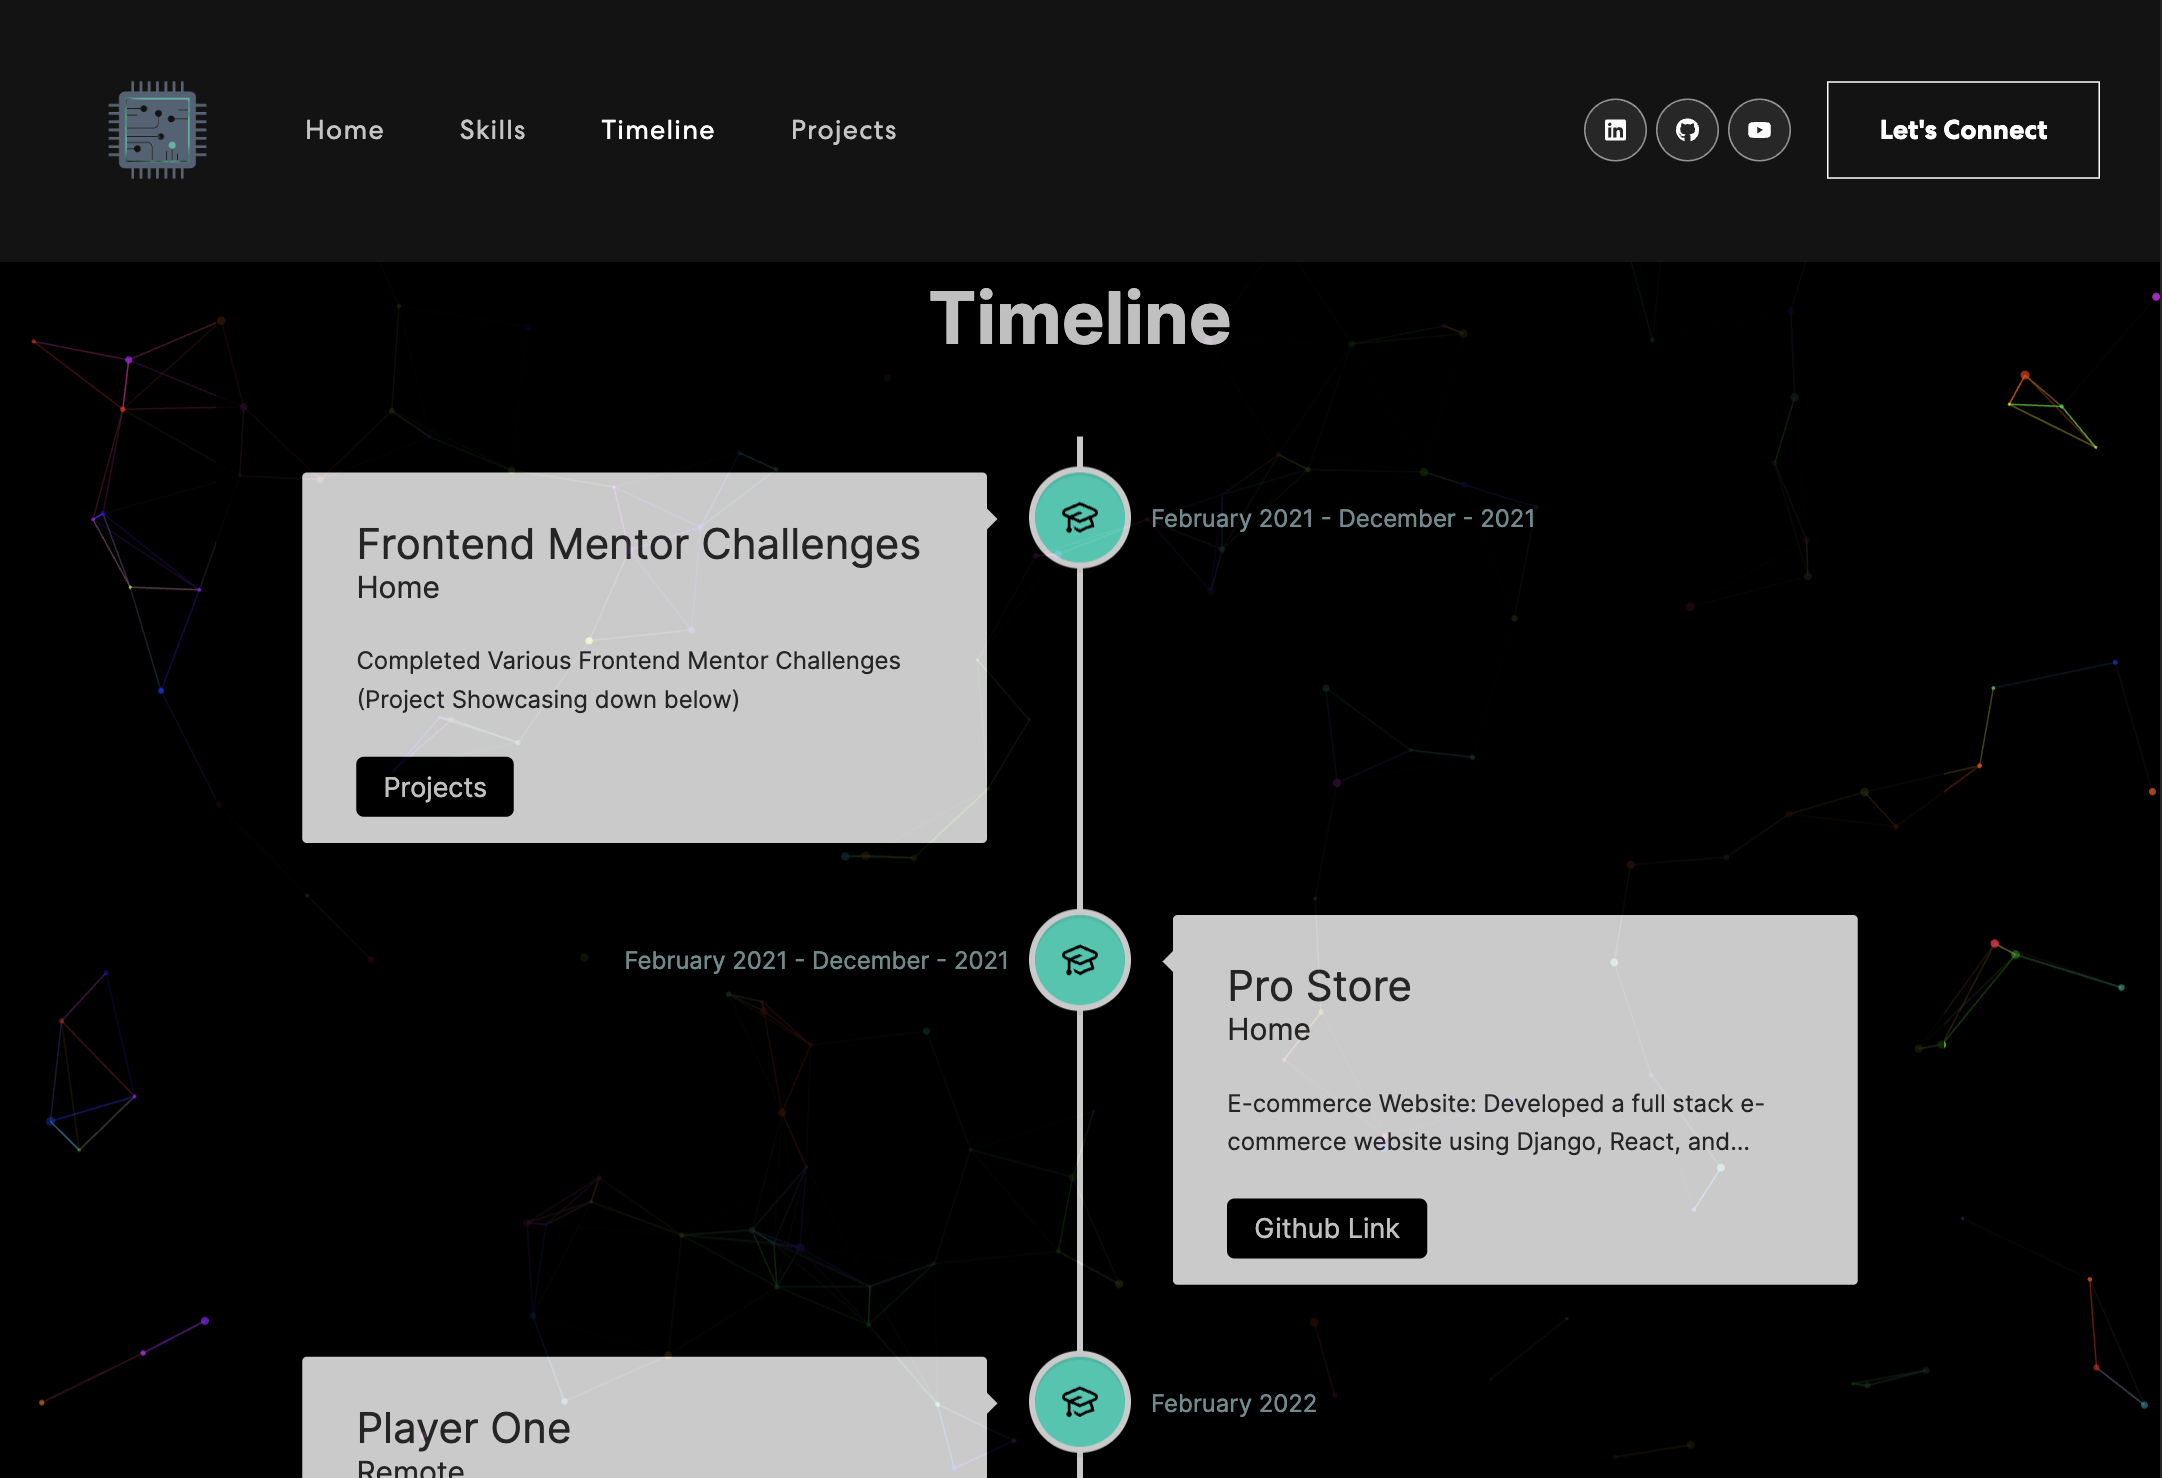 Home
Skills
Timeline
Projects
Let's Connect
Timeline
Frontend Mentor Challenges
Home
Completed Various Frontend Mentor Challenges
(Project Showcasing down below)
Projects
February 2021 - December - 2021
February 2021 - December - 2021
Pro Store
Home
E-commerce Website: Developed a full stack e-
commerce website using Django, React, and...
Github Link
Player One
Remote
February 2022